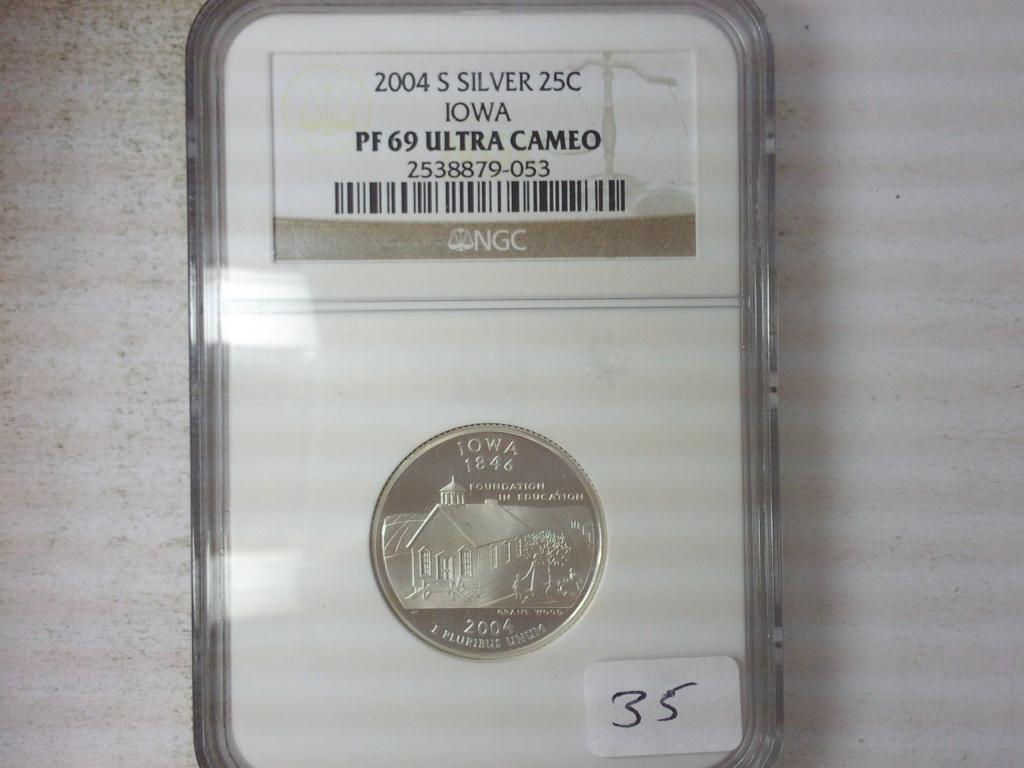 2004 S SILVER 25C
IOWA
PF 69 ULTRA CAMEO
2538879-053
NGC
IOWA
1846
FOUNDATION
IN EDUCATION
GRANT WOOD
2004
E PLURIBUS UNUM
35